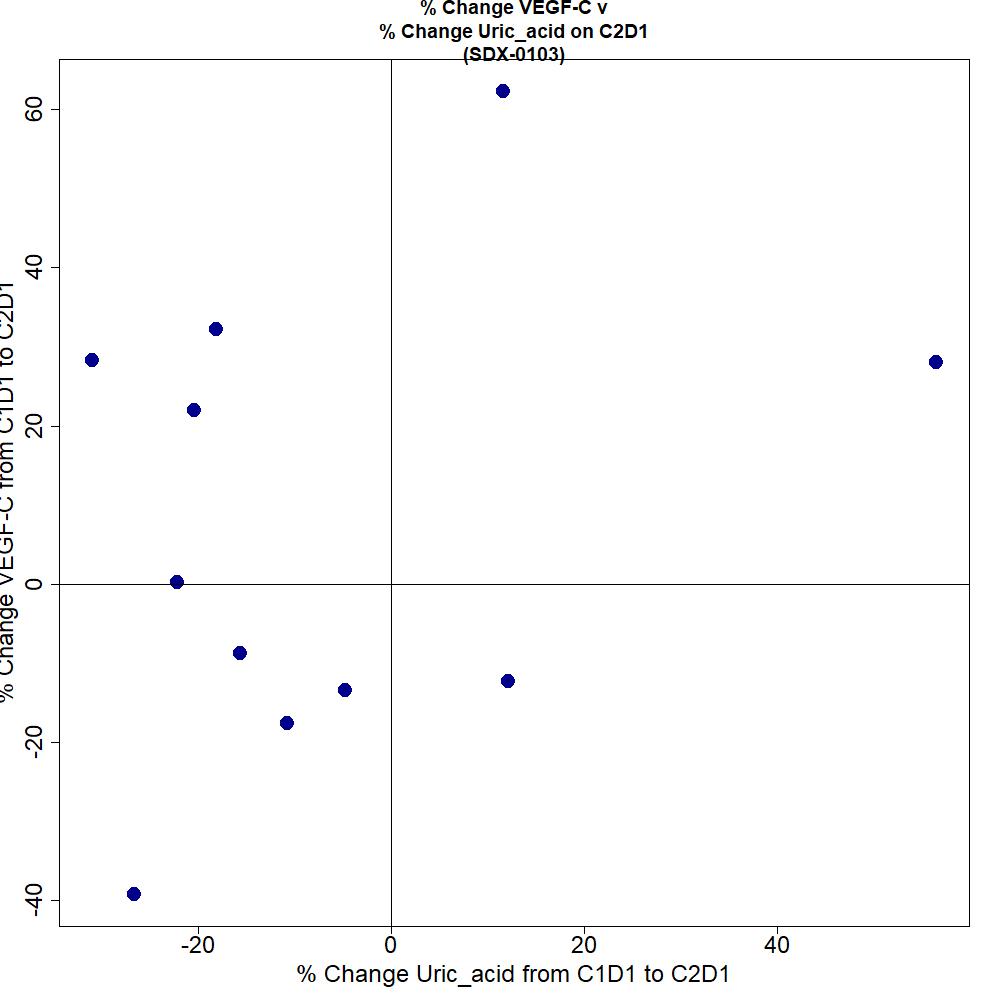 % Change VEGF-C v
% Change Uric_acid on C2D1
(SDX-0103)
60
40
20
0
-20
-40
% Change VEGF-C from C1D1 to C2D1
-20
0
20
40
% Change Uric_acid from C1D1 to C2D1